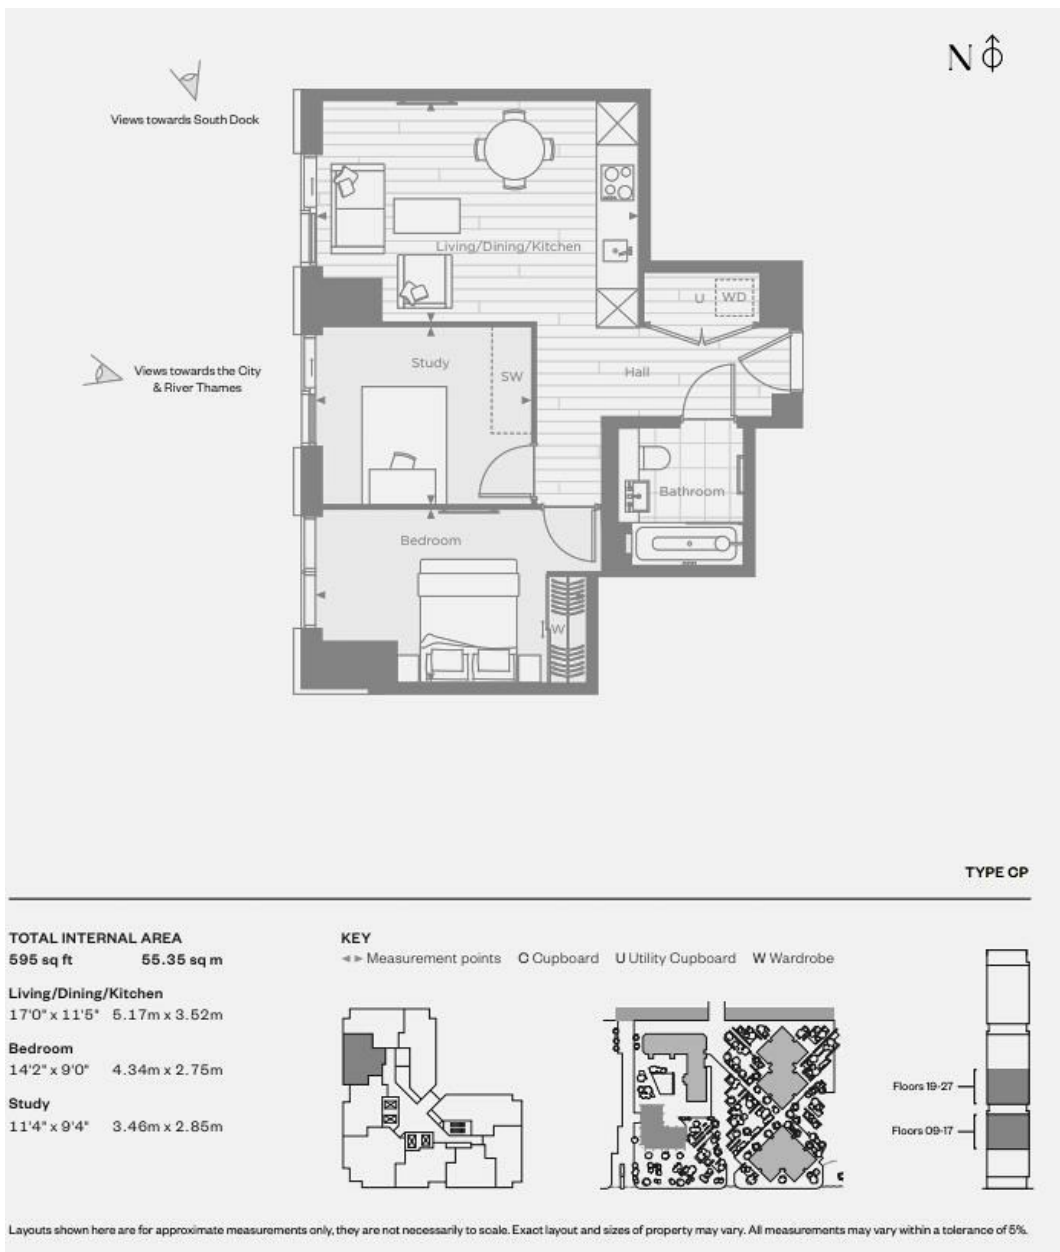 N
Views towards South Dock
Living/Dining/Kitchen
U
WD
Views towards the City
& River Thames
Study
SW
Hall
Bathroom
Bedroom
W
TYPE CP
TOTAL INTERNAL AREA
595 sq ft 55.35 sq m
Living/Dining/Kitchen
17'0" x 11'5" 5.17m x 3.52m
Bedroom
14'2" x 9'0" 4.34m x 2.75m
Study
11'4" x 9'4" 3.46m x 2.85m
KEY
Measurement points C Cupboard U Utility Cupboard W Wardrobe
Floors 19-27
Floors 09-17
Layouts shown here are for approximate measurements only, they are not necessarily to scale. Exact layout and sizes of property may vary. All measurements may vary within a tolerance of 5%.